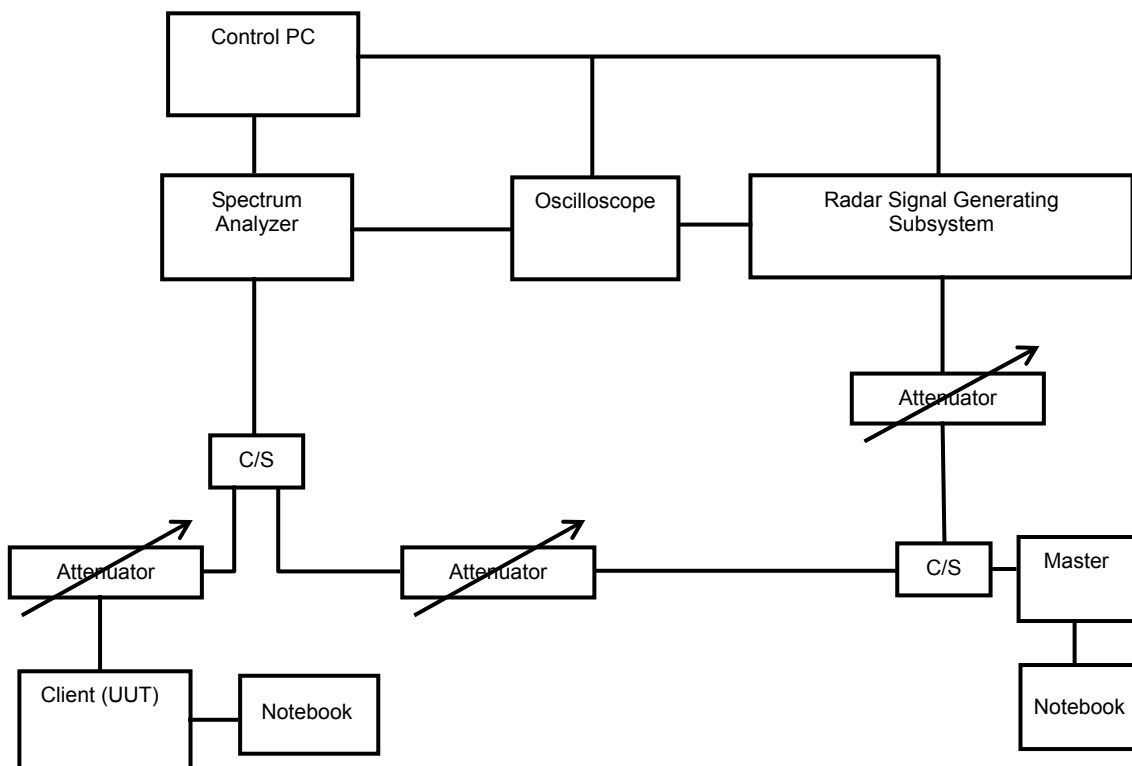 Control PC
Spectrum
Analyzer
Oscilloscope
Radar Signal Generating
Subsystem
Attenuator
C/S
Attenuator
Attenuator
C/S
Master
Client (UUT)
Notebook
Notebook